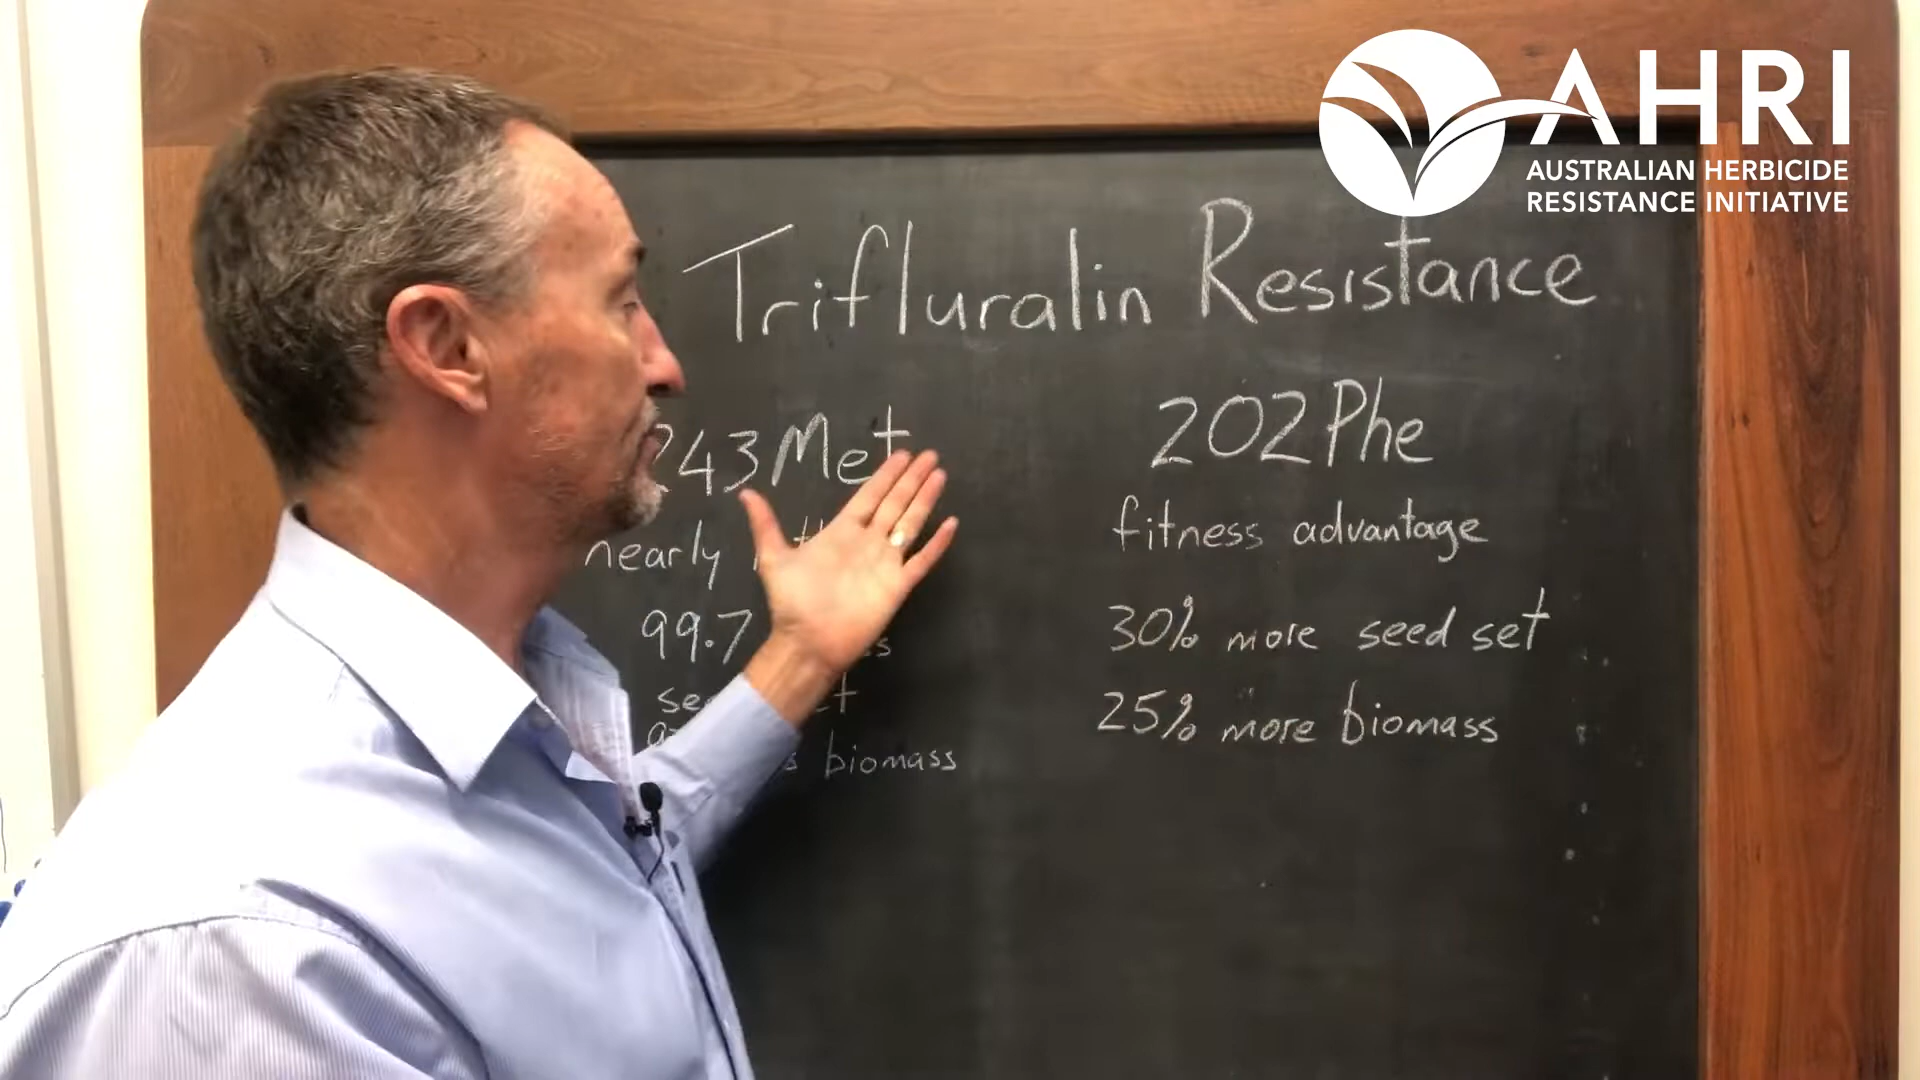 AHRI
AUSTRALIAN HERBICIDE
RESISTANCE INITIATIVE
Trifluralin Resistance
243Met
nearly
99.7
biomass
202Phe
fitness advantage
30% more seed set
25% more biomass